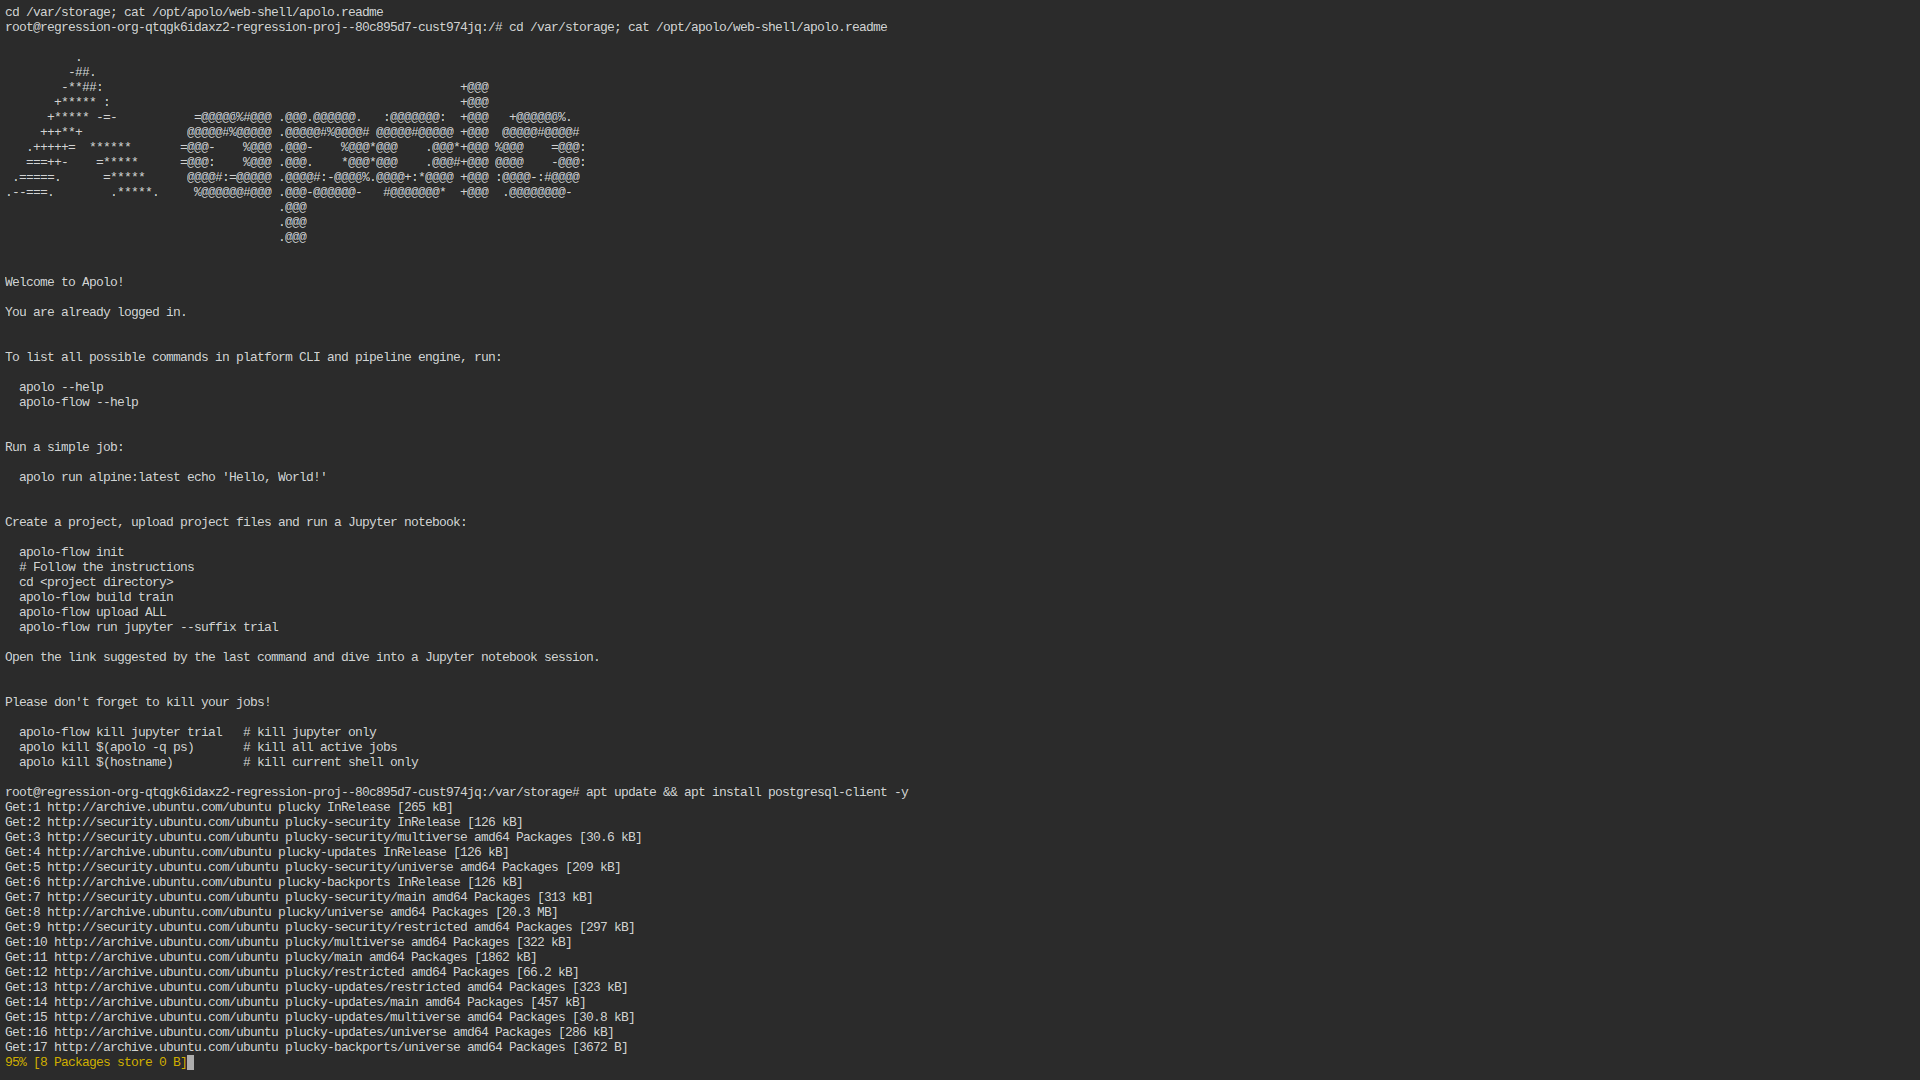 cd /var/storage; cat /opt/apolo/web-shell/apolo.readme
root@regression-org-qtqgk6idaxz2-regression-proj--80c895d7-cust974jq:/# cd /var/storage; cat /opt/apolo/web-shell/apolo.readme
          .
         -##.
        -**##:                                                   +@@@
       +***** :                                                  +@@@
      +***** -=-           =@@@@@%#@@@ .@@@.@@@@@@.   :@@@@@@@:  +@@@   +@@@@@@%.
     +++**+               @@@@@#%@@@@@ .@@@@@#%@@@@# @@@@@#@@@@@ +@@@  @@@@@#@@@@#
   .+++++=  ******       =@@@-    %@@@ .@@@-    %@@@*@@@    .@@@*+@@@ %@@@    =@@@:
   ===++-    =*****      =@@@:    %@@@ .@@@.    *@@@*@@@    .@@@#+@@@ @@@@    -@@@:
 .=====.      =*****      @@@@#:=@@@@@ .@@@@#:-@@@@%.@@@@+:*@@@@ +@@@ :@@@@-:#@@@@
.--===.        .*****.     %@@@@@@#@@@ .@@@-@@@@@@-   #@@@@@@@*  +@@@  .@@@@@@@@-
                                       .@@@
                                       .@@@
                                       .@@@
Welcome to Apolo!
You are already logged in.
To list all possible commands in platform CLI and pipeline engine, run:
  apolo --help
  apolo-flow --help
Run a simple job:
  apolo run alpine:latest echo 'Hello, World!'
Create a project, upload project files and run a Jupyter notebook:
  apolo-flow init
  # Follow the instructions
  cd <project directory>
  apolo-flow build train
  apolo-flow upload ALL
  apolo-flow run jupyter --suffix trial
Open the link suggested by the last command and dive into a Jupyter notebook session.
Please don't forget to kill your jobs!
  apolo-flow kill jupyter trial   # kill jupyter only
  apolo kill $(apolo -q ps)       # kill all active jobs
  apolo kill $(hostname)          # kill current shell only
root@regression-org-qtqgk6idaxz2-regression-proj--80c895d7-cust974jq:/var/storage# apt update && apt install postgresql-client -y
Get:1 http://archive.ubuntu.com/ubuntu plucky InRelease [265 kB]
Get:2 http://security.ubuntu.com/ubuntu plucky-security InRelease [126 kB]
Get:3 http://security.ubuntu.com/ubuntu plucky-security/multiverse amd64 Packages [30.6 kB]
Get:4 http://archive.ubuntu.com/ubuntu plucky-updates InRelease [126 kB]
Get:5 http://security.ubuntu.com/ubuntu plucky-security/universe amd64 Packages [209 kB]
Get:6 http://archive.ubuntu.com/ubuntu plucky-backports InRelease [126 kB]
Get:7 http://security.ubuntu.com/ubuntu plucky-security/main amd64 Packages [313 kB]
Get:8 http://archive.ubuntu.com/ubuntu plucky/universe amd64 Packages [20.3 MB]
Get:9 http://security.ubuntu.com/ubuntu plucky-security/restricted amd64 Packages [297 kB]
Get:10 http://archive.ubuntu.com/ubuntu plucky/multiverse amd64 Packages [322 kB]
Get:11 http://archive.ubuntu.com/ubuntu plucky/main amd64 Packages [1862 kB]
Get:12 http://archive.ubuntu.com/ubuntu plucky/restricted amd64 Packages [66.2 kB]
Get:13 http://archive.ubuntu.com/ubuntu plucky-updates/restricted amd64 Packages [323 kB]
Get:14 http://archive.ubuntu.com/ubuntu plucky-updates/main amd64 Packages [457 kB]
Get:15 http://archive.ubuntu.com/ubuntu plucky-updates/multiverse amd64 Packages [30.8 kB]
Get:16 http://archive.ubuntu.com/ubuntu plucky-updates/universe amd64 Packages [286 kB]
Get:17 http://archive.ubuntu.com/ubuntu plucky-backports/universe amd64 Packages [3672 B]
95% [8 Packages store 0 B]